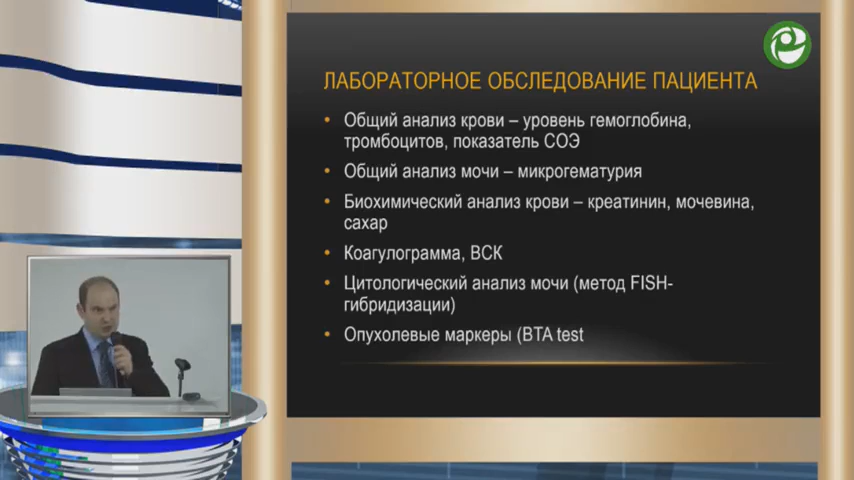 ЛАБОРАТОРНОЕ ОБСЛЕДОВАНИЕ ПАЦИЕНТА
• Общий анализ крови – уровень гемоглобина,
тромбоцитов, показатель СОЭ
• Общий анализ мочи – микрогематурия
• Биохимический анализ крови – креатинин, мочевина,
сахар
• Коагулограмма, ВСК
• Цитологический анализ мочи (метод FISH-
гибридизации)
• Опухолевые маркеры (BTA test